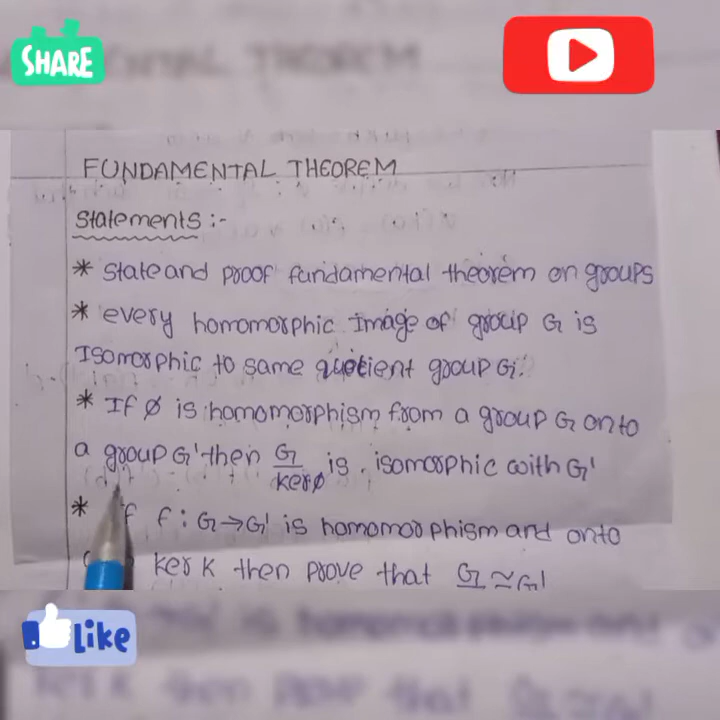 SHARE
FUNDAMENTAL THEOREM
Statements :-
* State and proof fundamental theorem on groups
* every homomorphic Image of group G is
Isomorphic to same quotient group G.
* If ø is homomorphism from a group G onto
a group G' then G/kerø is isomorphic with G'
* If f : G→G' is homomorphism and onto
ker K then prove that G ≅ G'
Like